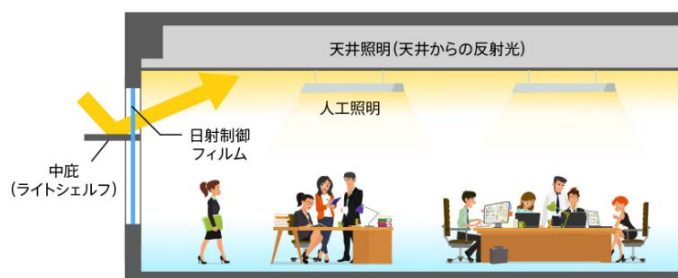 天井照明(天井からの反射光)
人工照明
日射制御
フィルム
中庇
(ライトシェルフ)